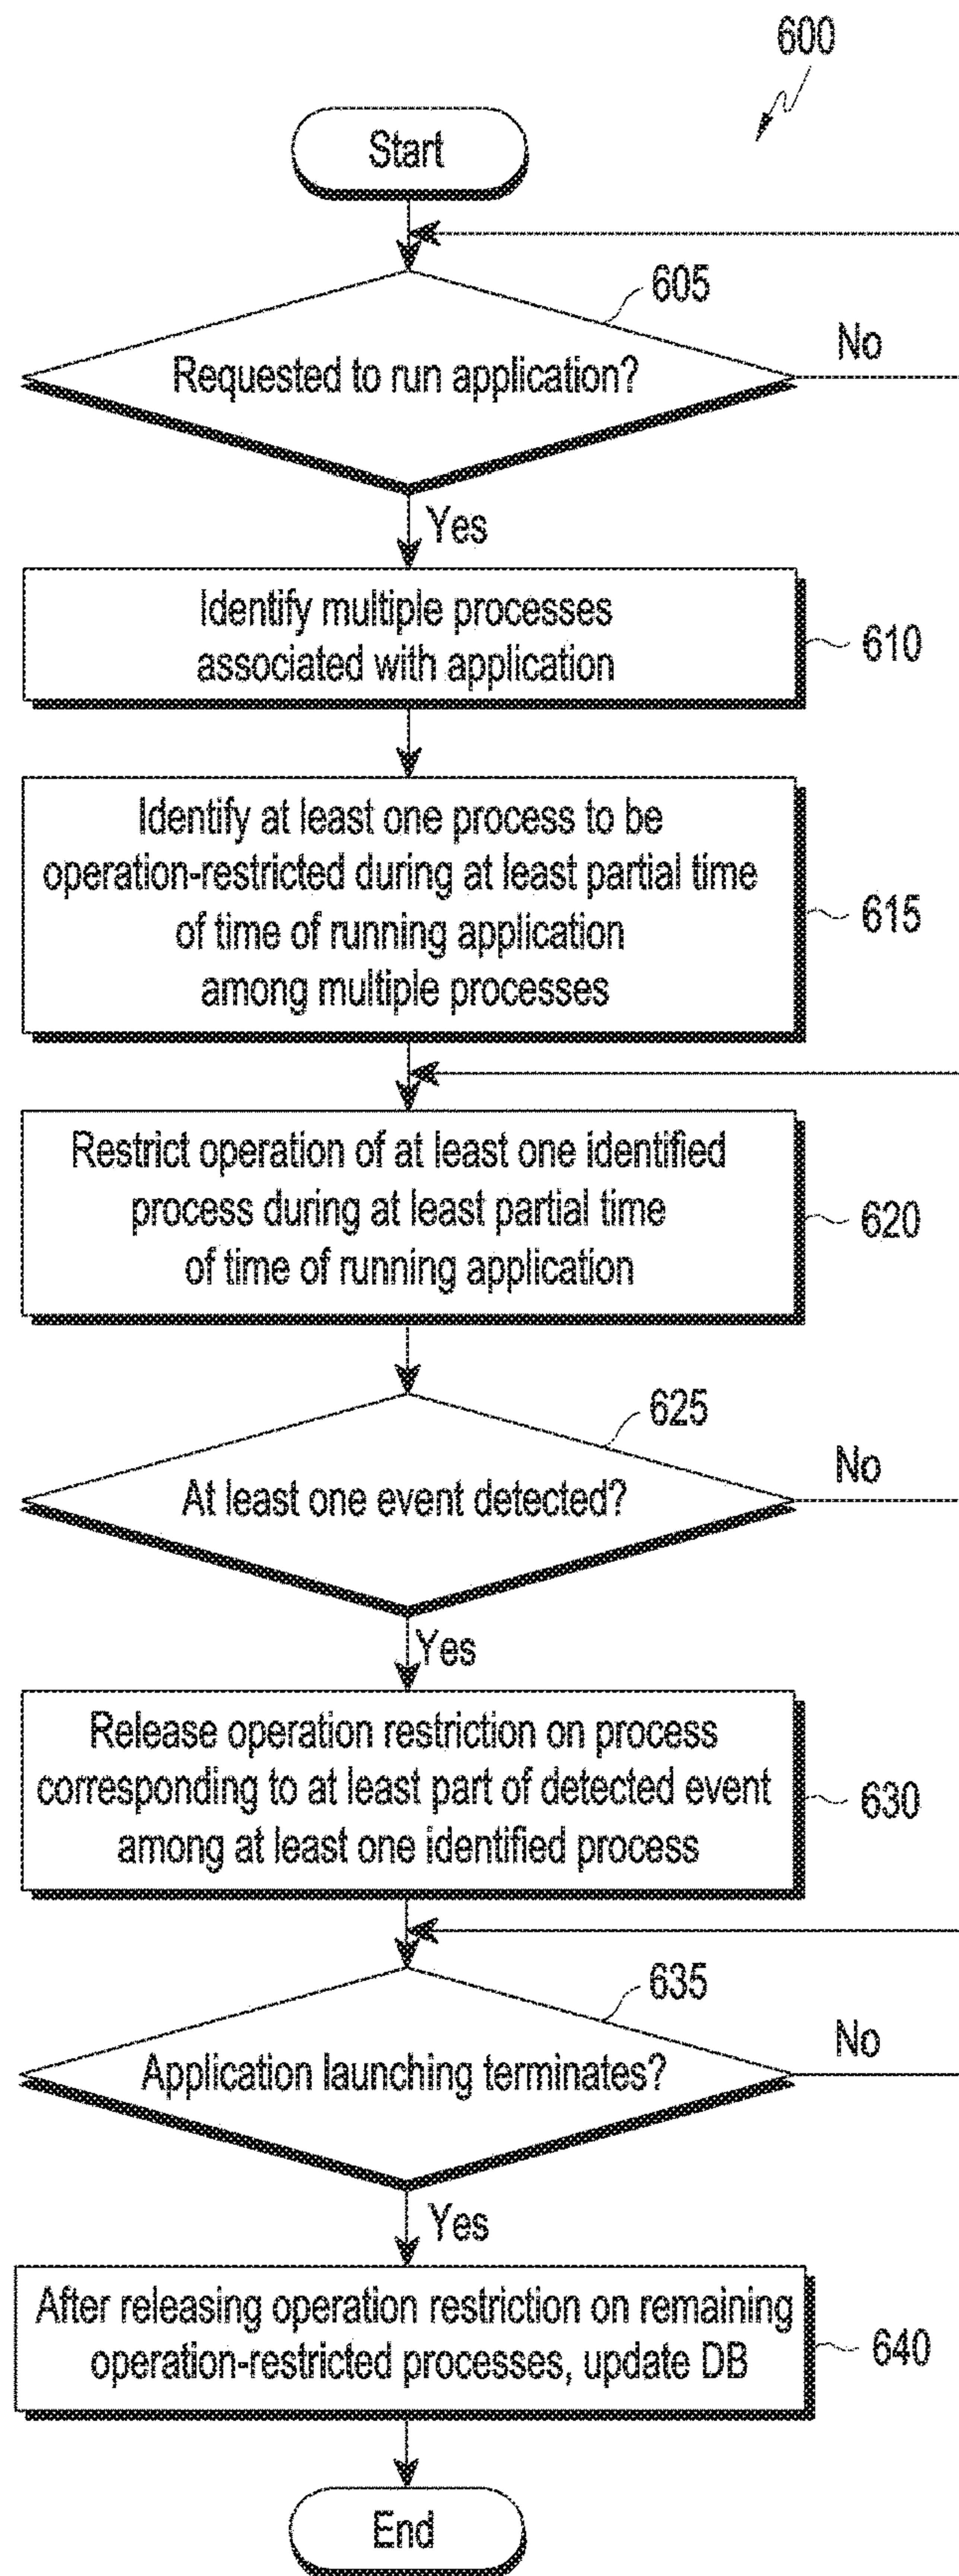 600
Start
605
Requested to run application?
No
Yes
Identify multiple processes
associated with application
610
Identify at least one process to be
operation-restricted during at least partial time
of time of running application
among multiple processes
615
Restrict operation of at least one identified
process during at least partial time
of time of running application
620
625
At least one event detected?
No
Yes
Release operation restriction on process
corresponding to at least part of detected event
among at least one identified process
630
635
Application launching terminates?
No
Yes
After releasing operation restriction on remaining
operation-restricted processes, update DB
640
End